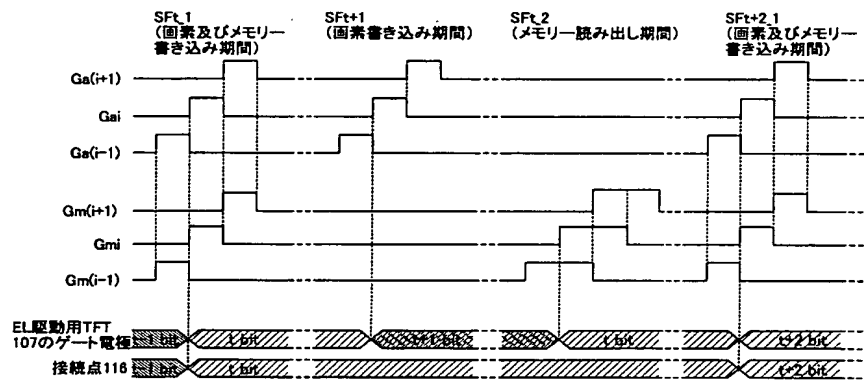 SFt_1
(画素及びメモリー
書き込み期間)
SFt+1
(画素書き込み期間)
SFt_2
(メモリー読み出し期間)
SFt+2_1
(画素及びメモリー
書き込み期間)
Ga(i+1)
Gai
Ga(i-1)
Gm(i+1)
Gmi
Gm(i-1)
EL駆動用TFT
107のゲート電極
t-1 bit
t bit
t+1 bit
t bit
t+2 bit
接続点116
t-1 bit
t bit
t+2 bit